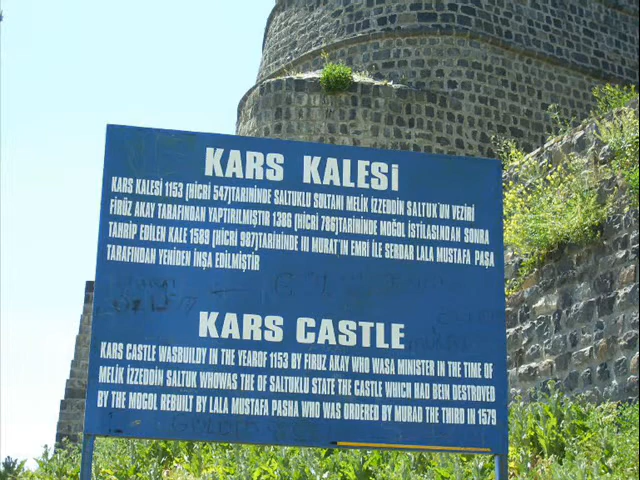 KARS KALESİ
KARS KALESİ 1153 (HİCRİ 547)TARİHİNDE SALTUKLU SULTANI MELİK İZZEDDİN SALTUK'UN VEZİRİ
FİRÜZ AKAY TARAFINDAN YAPTIRILMIŞTIR 1386 (HİCRİ 786)TARİHİNDE MOĞOL İSTİLASINDAN SONRA
TAHRİP EDİLEN KALE 1589 (HİCRİ 987)TARİHİNDE III MURAT'IN EMRİ İLE SERDAR LALA MUSTAFA PAŞA
TARAFINDAN YENİDEN İNŞA EDİLMİŞTİR
KARS CASTLE
KARS CASTLE WASBUILDY IN THE YEAROF 1153 BY FIRUZ AKAY WHO WASA MINISTER IN THE TIME OF
MELİK İZZEDDİN SALTUK WHOWAS THE OF SALTUKLU STATE THE CASTLE WHICH HAD BEIN DESTROYED
BY THE MOGOL REBUILT BY LALA MUSTAFA PASHA WHO WAS ORDERED BY MURAD THE THIRD IN 1579